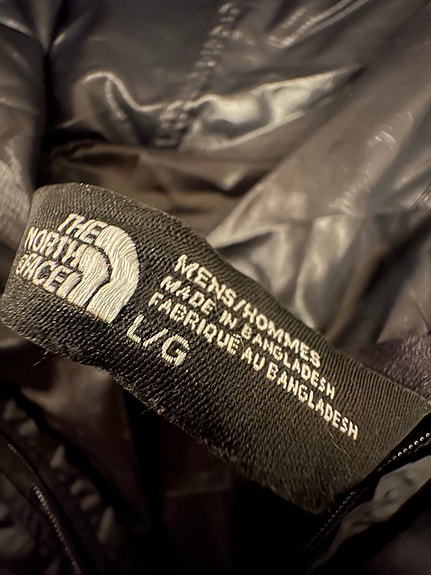 THE
NORTH
FACE
L/G
MENS/HOMMES
MADE IN BANGLADESH
FABRIQUE AU BANGLADESH